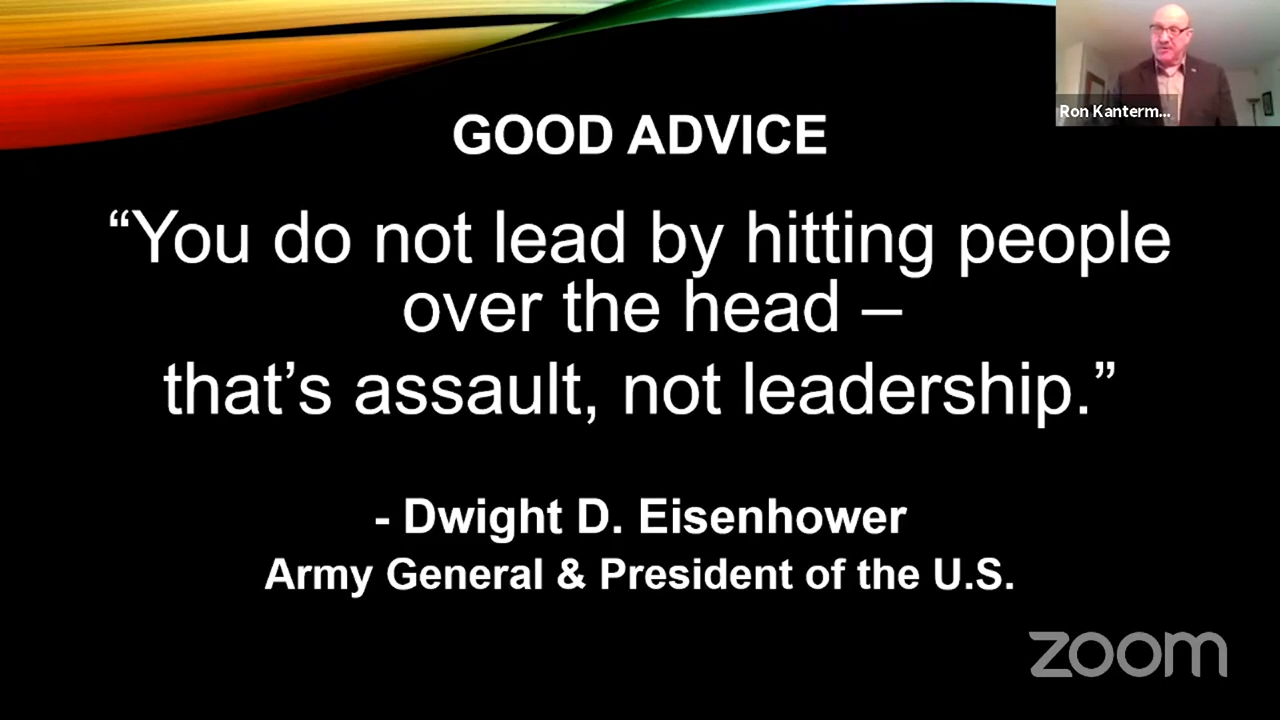 Ron Kanterm...
GOOD ADVICE
“You do not lead by hitting people
over the head –
that’s assault, not leadership.”
- Dwight D. Eisenhower
Army General & President of the U.S.
zoom